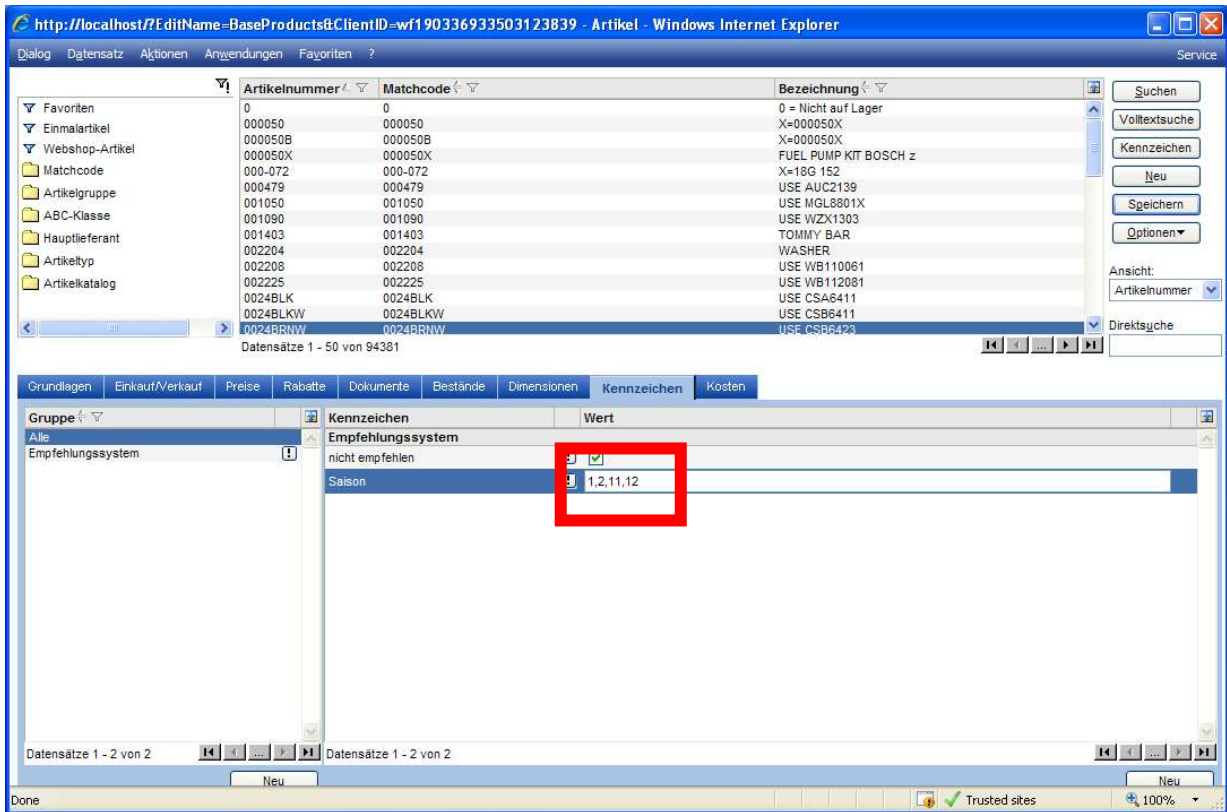 http://localhost/?EditName=BaseProducts&ClientID=wf1903369335031238​39 - Artikel - Windows Internet Explorer
Dialog Datensatz Aktionen Anwendungen Favoriten ? Service
Artikelnummer Matchcode Bezeichnung
Favoriten
Einmalartikel
Webshop-Artikel
Matchcode
Artikelgruppe
ABC-Klasse
Hauptlieferant
Artikeltyp
Artikelkatalog
0 0 0 = Nicht auf Lager
000050 000050 X=000050X
000050B 000050B X=000050X
000050X 000050X FUEL PUMP KIT BOSCH z
000-072 000-072 X=18G 152
000479 000479 USE AUC2139
001050 001050 USE MGL8801X
001090 001090 USE WZX1303
001403 001403 TOMMY BAR
002204 002204 WASHER
002208 002208 USE WB110061
002225 002225 USE WB112081
0024BLK 0024BLK USE CSA6411
0024BLKW 0024BLKW USE CSB6411
0024BRNW 0024BRNW USE CSB6423
Datensätze 1 - 50 von 94381
...
Suchen
Volltextsuche
Kennzeichen
Neu
Speichern
Optionen
Ansicht:
Artikelnummer
Direktsuche
Grundlagen Einkauf/Verkauf Preise Rabatte Dokumente Bestände Dimensionen Kennzeichen Kosten
Gruppe
Alle
Empfehlungssystem !
Datensätze 1 - 2 von 2 ...
Neu
Kennzeichen Wert
Empfehlungssystem
nicht empfehlen
Saison 1,2,11,12
Datensätze 1 - 2 von 2 ...
Neu
Done Trusted sites 100%